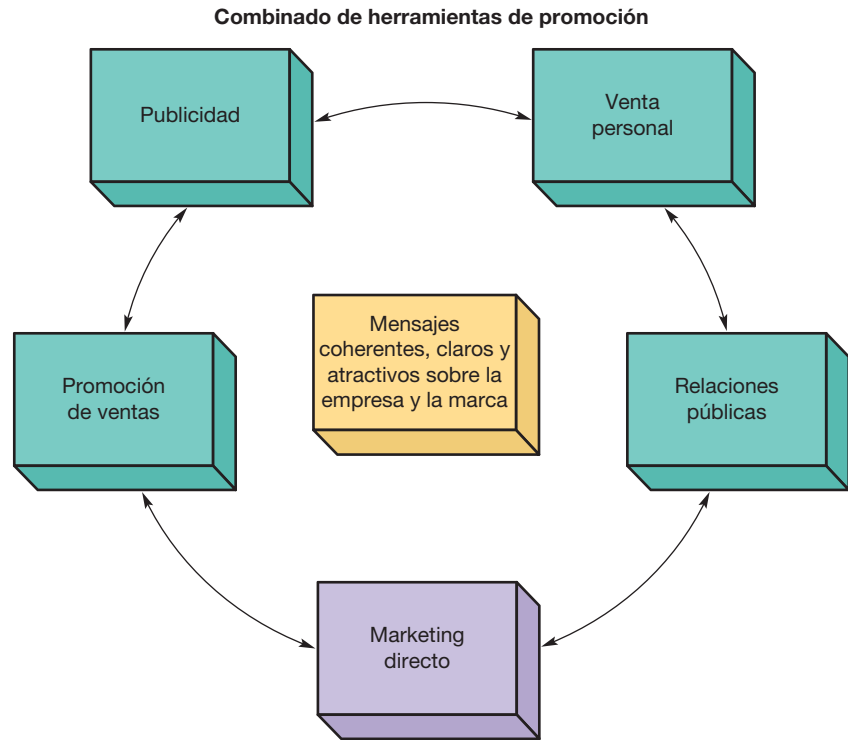 Combinado de herramientas de promoción
Publicidad
Venta
personal
Mensajes
coherentes, claros y
atractivos sobre la
empresa y la marca
Promoción
de ventas
Relaciones
públicas
Marketing
directo